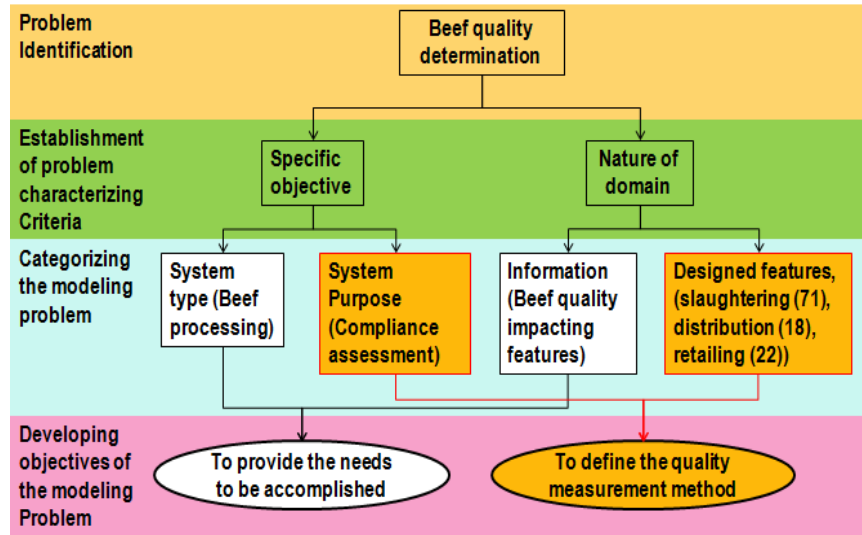 Problem
Identification
Beef quality
determination
Establishment
of problem
characterizing
Criteria
Specific
objective
Nature of
domain
Categorizing
the modeling
problem
System
type (Beef
processing)
System
Purpose
(Compliance
assessment)
Information
(Beef quality
impacting
features)
Designed features,
(slaughtering (71),
distribution (18),
retailing (22))
Developing
objectives of
the modeling
Problem
To provide the needs
to be accomplished
To define the quality
measurement method